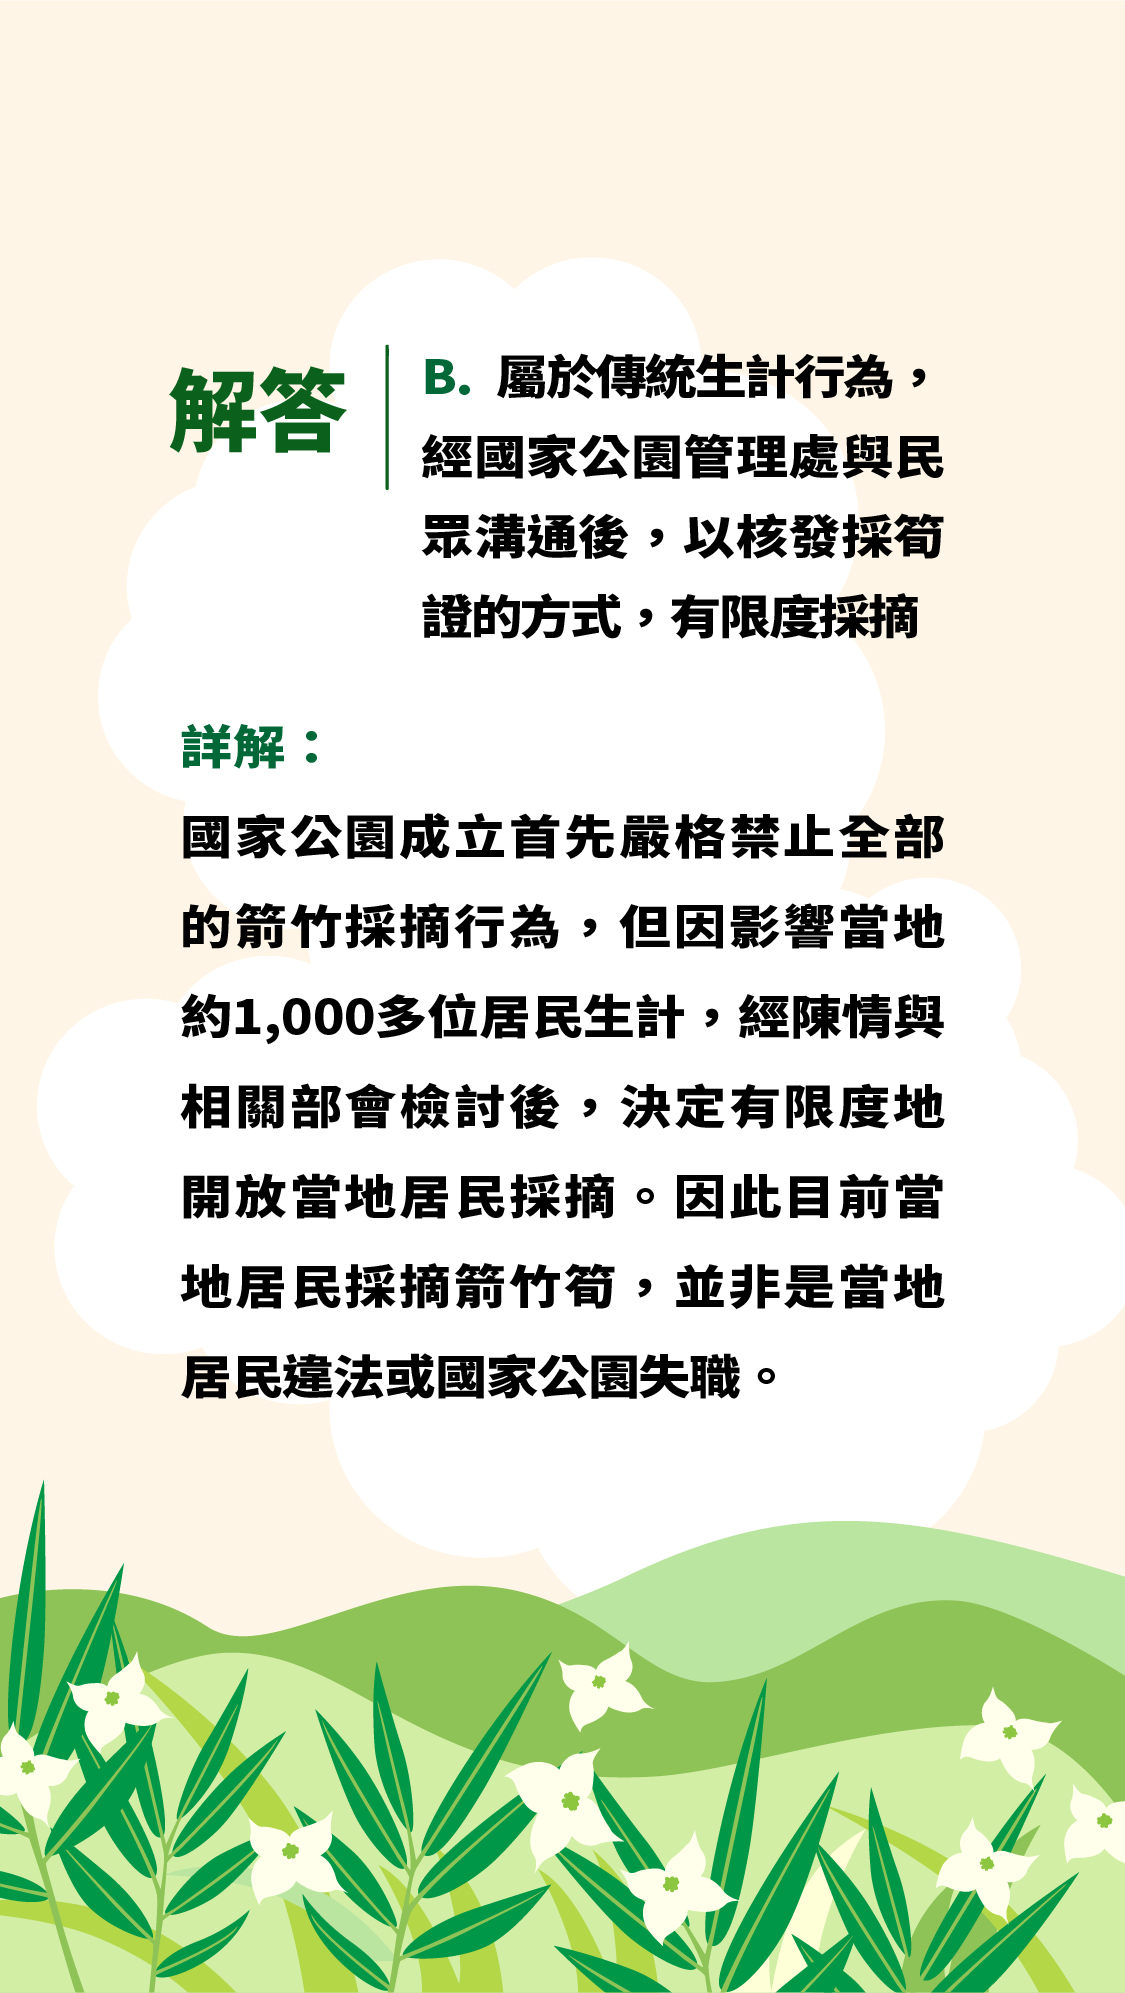 解答
B. 屬於傳統生計行為，
經國家公園管理處與民
眾溝通後，以核發採筍
證的方式，有限度採摘
詳解：
國家公園成立首先嚴格禁止全部
的箭竹採摘行為，但因影響當地
約1,000多位居民生計，經陳情與
相關部會檢討後，決定有限度地
開放當地居民採摘。因此目前當
地居民採摘箭竹筍，並非是當地
居民違法或國家公園失職。